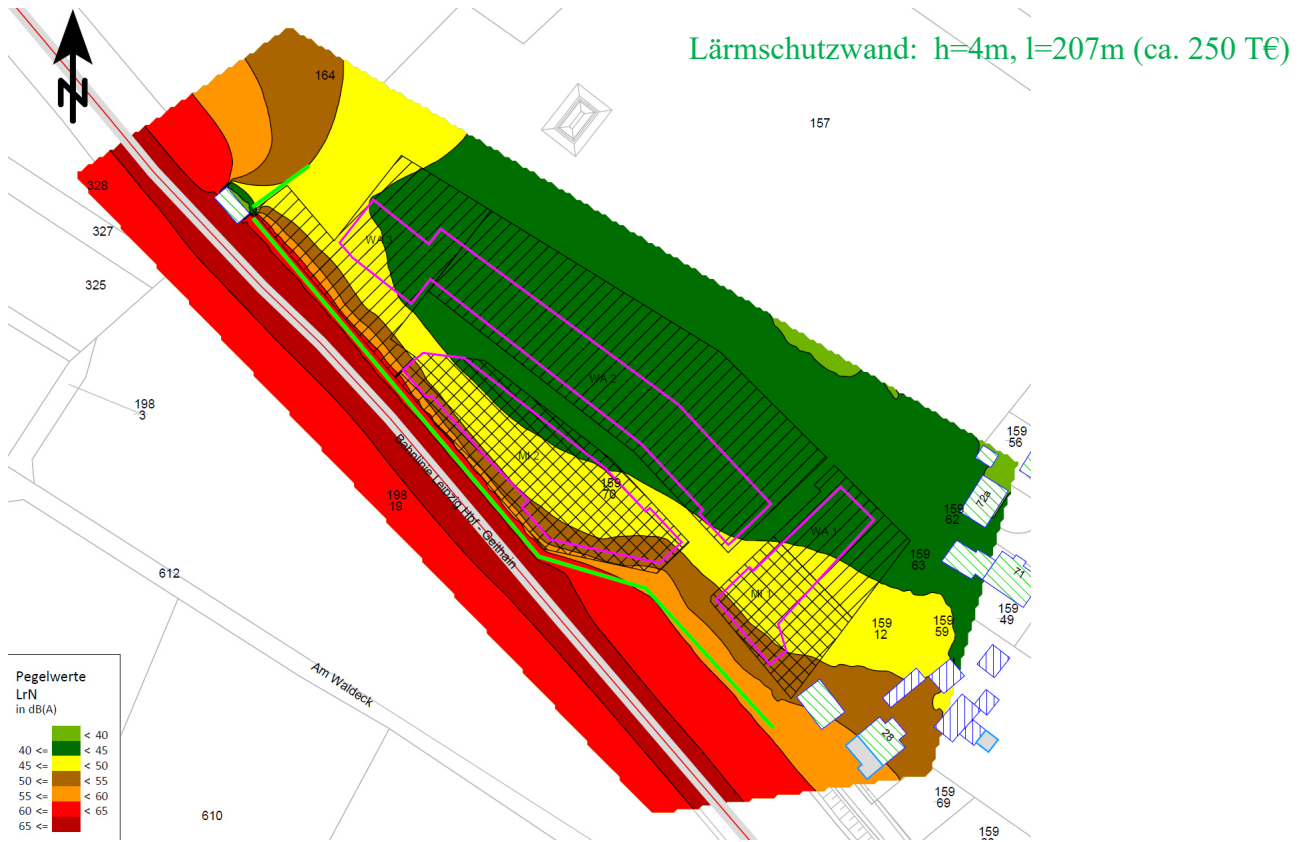 Lärmschutzwand: h=4m, l=207m (ca. 250 T€)
N
164
157
328
327
325
WA 3
WA 2
198
3
159
56
MI 2
159
70
72a
Bahnlinie Leipzig Hbf - Geithain
198
19
159
62
WA 1
159
63
71
612
MI 1
159
49
159
12
159
59
Am Waldeck
28
610
159
69
159
Pegelwerte
LrN
in dB(A)
< 40
40 <= < 45
45 <= < 50
50 <= < 55
55 <= < 60
60 <= < 65
65 <=